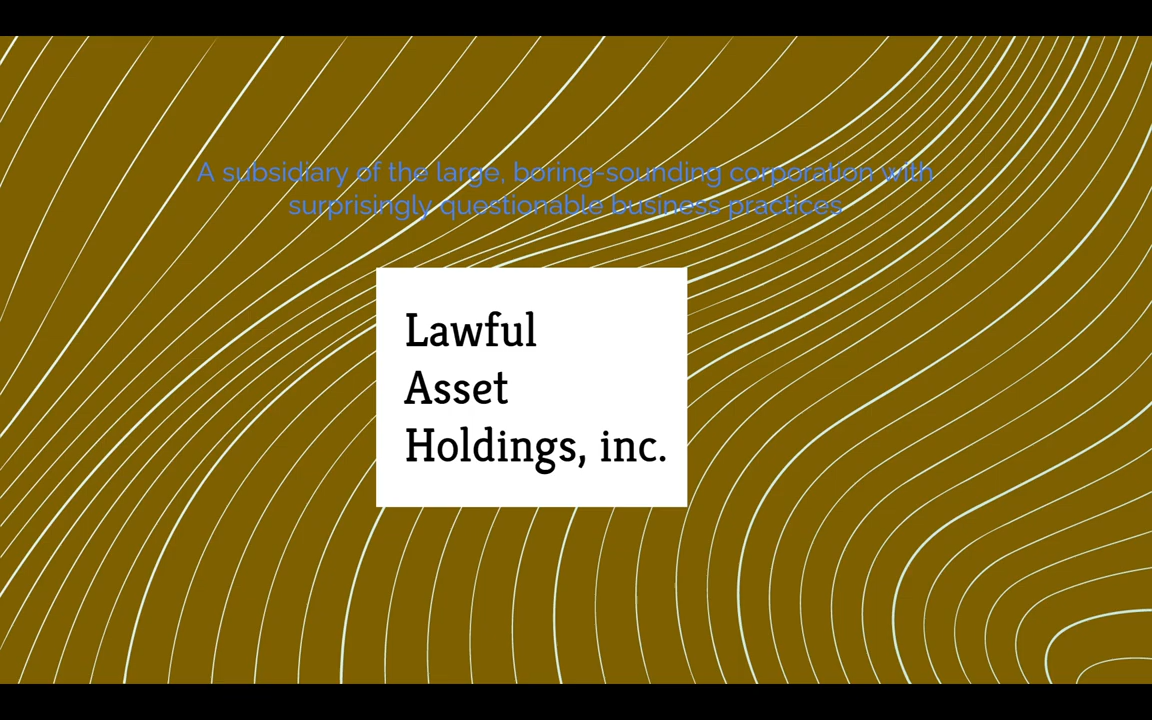 A subsidiary of the large, boring-sounding corporation with
surprisingly questionable business practices
Lawful
Asset
Holdings, inc.